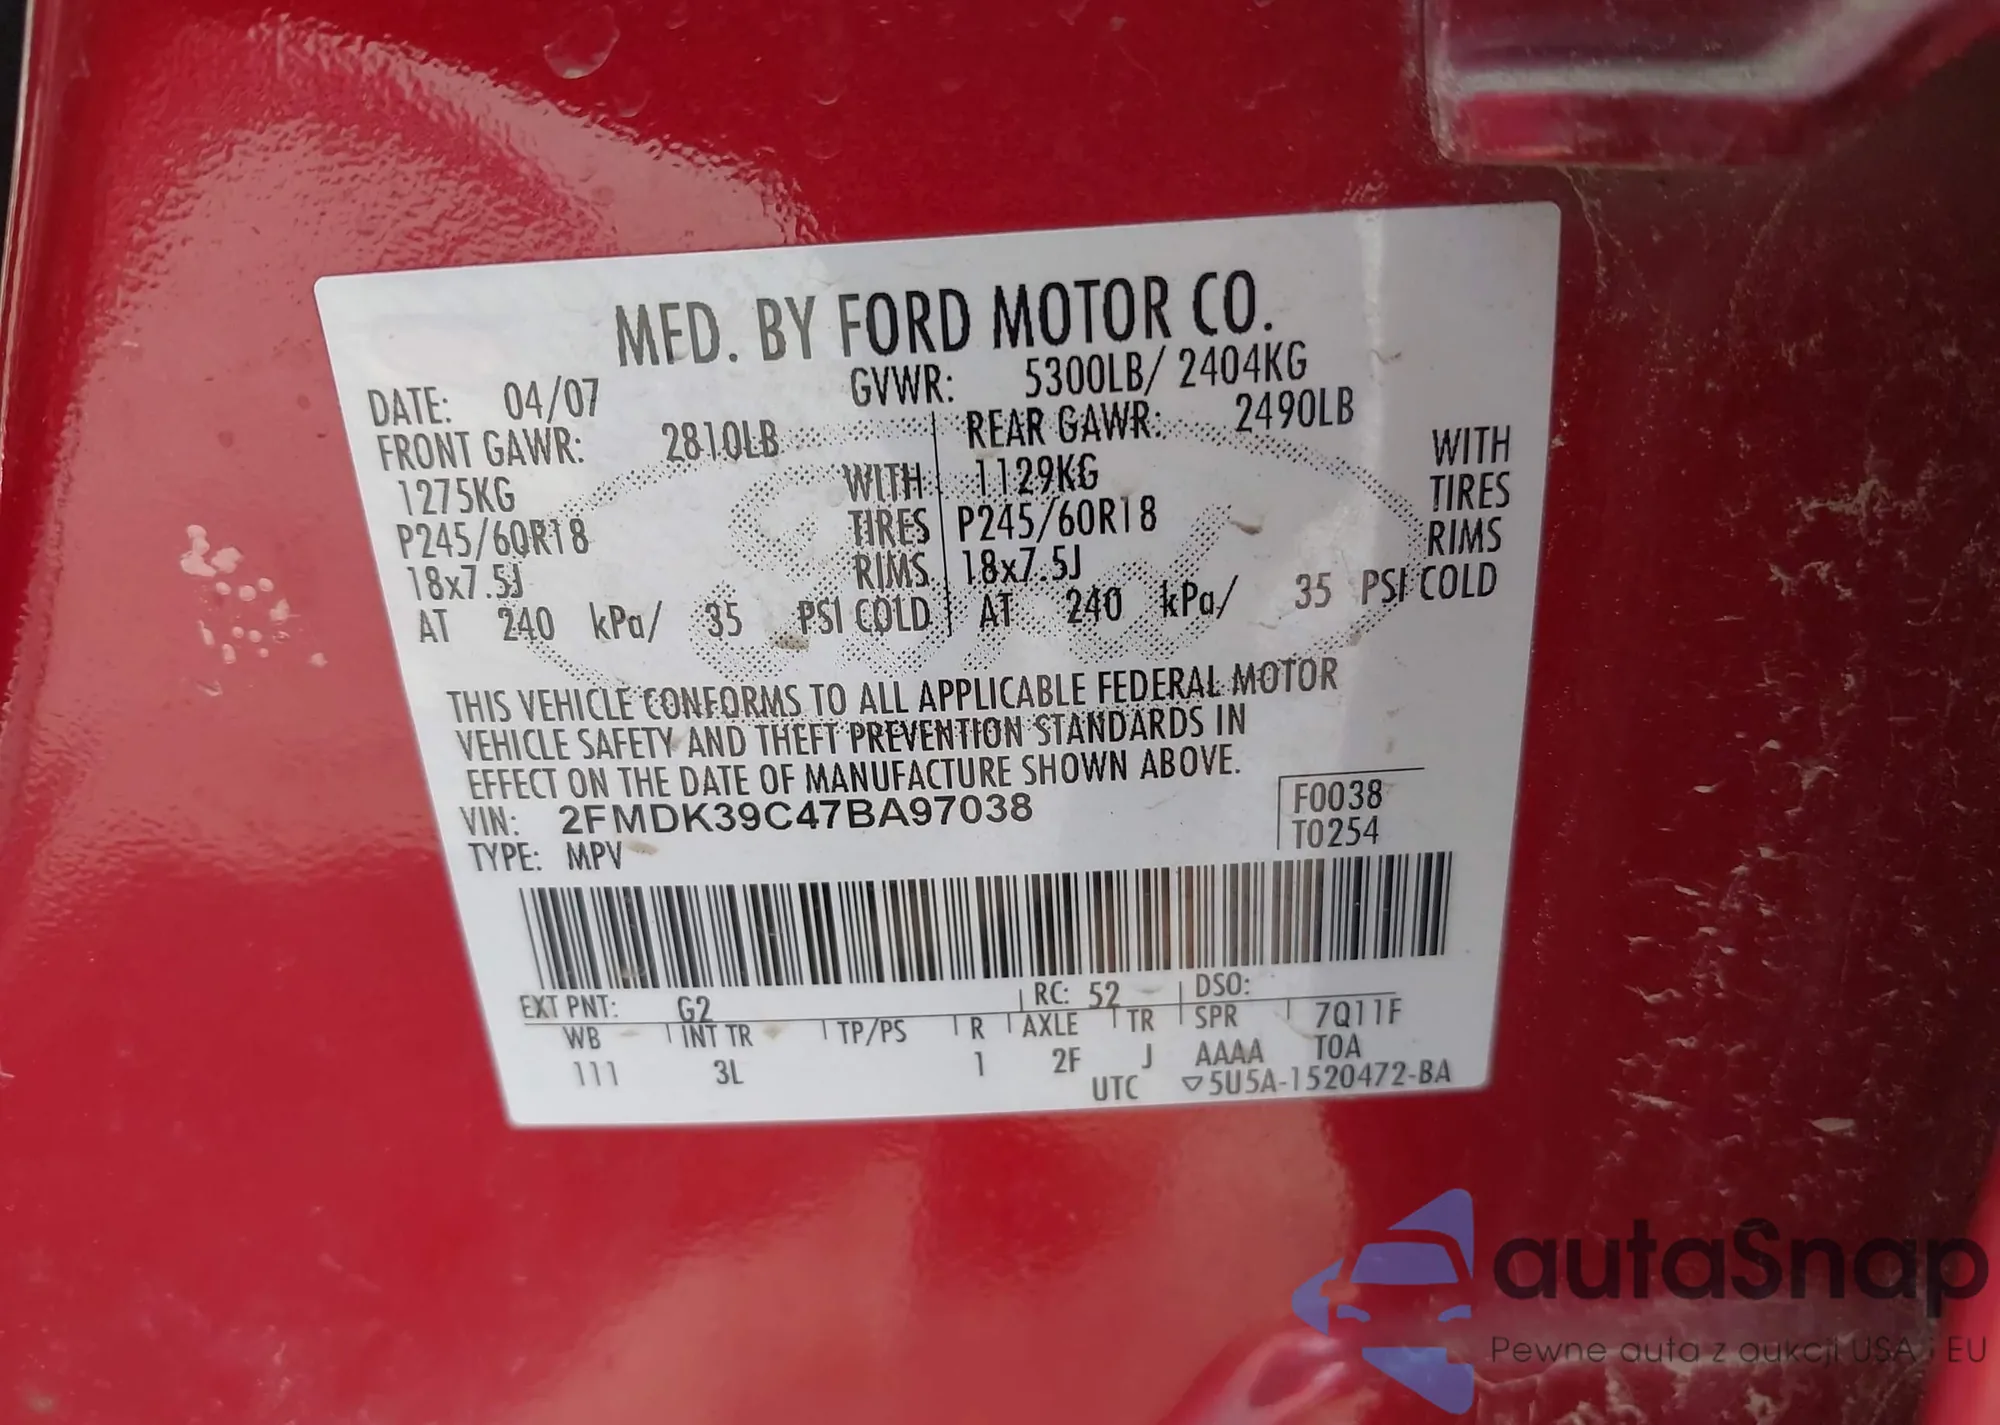 MFD. BY FORD MOTOR CO.
DATE: 04/07 GVWR: 5300LB/ 2404KG
FRONT GAWR: 2810LB REAR GAWR: 2490LB
1275KG WITH 1129KG WITH
P245/60R18 TIRES P245/60R18 TIRES
18x7.5J RIMS 18x7.5J RIMS
AT 240 kPa/ 35 PSI COLD AT 240 kPa/ 35 PSI COLD
THIS VEHICLE CONFORMS TO ALL APPLICABLE FEDERAL MOTOR
VEHICLE SAFETY AND THEFT PREVENTION STANDARDS IN
EFFECT ON THE DATE OF MANUFACTURE SHOWN ABOVE.
VIN: 2FMDK39C47BA97038 F0038
TYPE: MPV T0254
EXT PNT: G2 RC: 52 DSO:
WB INT TR TP/PS R AXLE TR SPR 7Q11F
111 3L 1 2F J AAAA T0A
UTC ▽5U5A-1520472-BA
autaSnap
Pewne auta z aukcji USA i EU